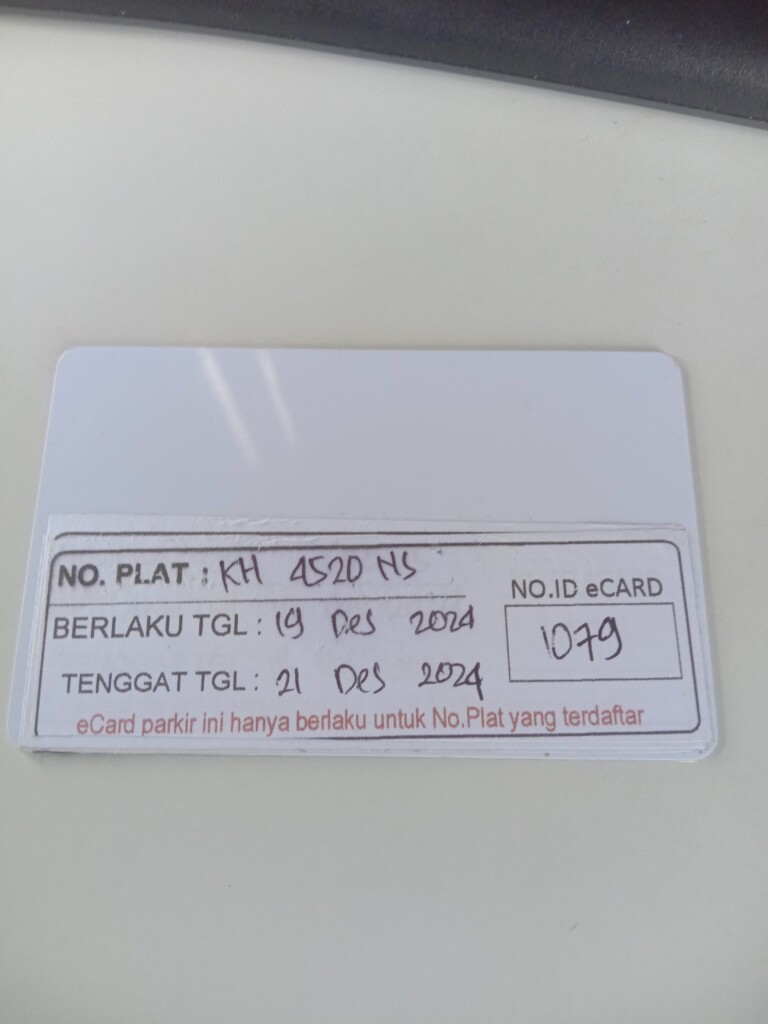 NO. PLAT : KH 4520 NS
BERLAKU TGL : 19 Des 2024
TENGGAT TGL : 21 Des 2024
NO.ID eCARD
1079
eCard parkir ini hanya berlaku untuk No.Plat yang terdaftar